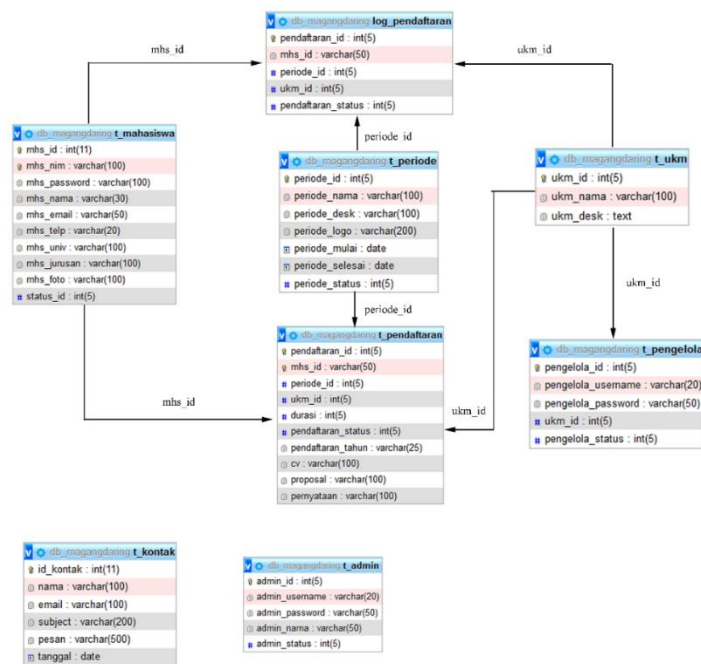 db_magangdaring log_pendaftaran
pendaftaran_id : int(5)
mhs_id : varchar(50)
periode_id : int(5)
ukm_id : int(5)
pendaftaran_status : int(5)
mhs_id
ukm_id
periode_id
db_magangdaring t_mahasiswa
mhs_id : int(11)
mhs_nim : varchar(100)
mhs_password : varchar(100)
mhs_nama : varchar(30)
mhs_email : varchar(50)
mhs_telp : varchar(20)
mhs_univ : varchar(100)
mhs_jurusan : varchar(100)
mhs_foto : varchar(100)
status_id : int(5)
db_magangdaring t_periode
periode_id : int(5)
periode_nama : varchar(100)
periode_desk : varchar(100)
periode_logo : varchar(200)
periode_mulai : date
periode_selesai : date
periode_status : int(5)
db_magangdaring t_ukm
ukm_id : int(5)
ukm_nama : varchar(100)
ukm_desk : text
periode_id
ukm_id
mhs_id
ukm_id
db_magangdaring t_pendaftaran
pendaftaran_id : int(5)
mhs_id : varchar(50)
periode_id : int(5)
ukm_id : int(5)
durasi : int(5)
pendaftaran_status : int(5)
pendaftaran_tahun : varchar(25)
cv : varchar(100)
proposal : varchar(100)
pernyataan : varchar(100)
db_magangdaring t_pengelola
pengelola_id : int(5)
pengelola_username : varchar(20)
pengelola_password : varchar(50)
ukm_id : int(5)
pengelola_status : int(5)
db_magangdaring t_kontak
id_kontak : int(11)
nama : varchar(100)
email : varchar(100)
subject : varchar(200)
pesan : varchar(500)
tanggal : date
db_magangdaring t_admin
admin_id : int(5)
admin_username : varchar(20)
admin_password : varchar(50)
admin_nama : varchar(50)
admin_status : int(5)